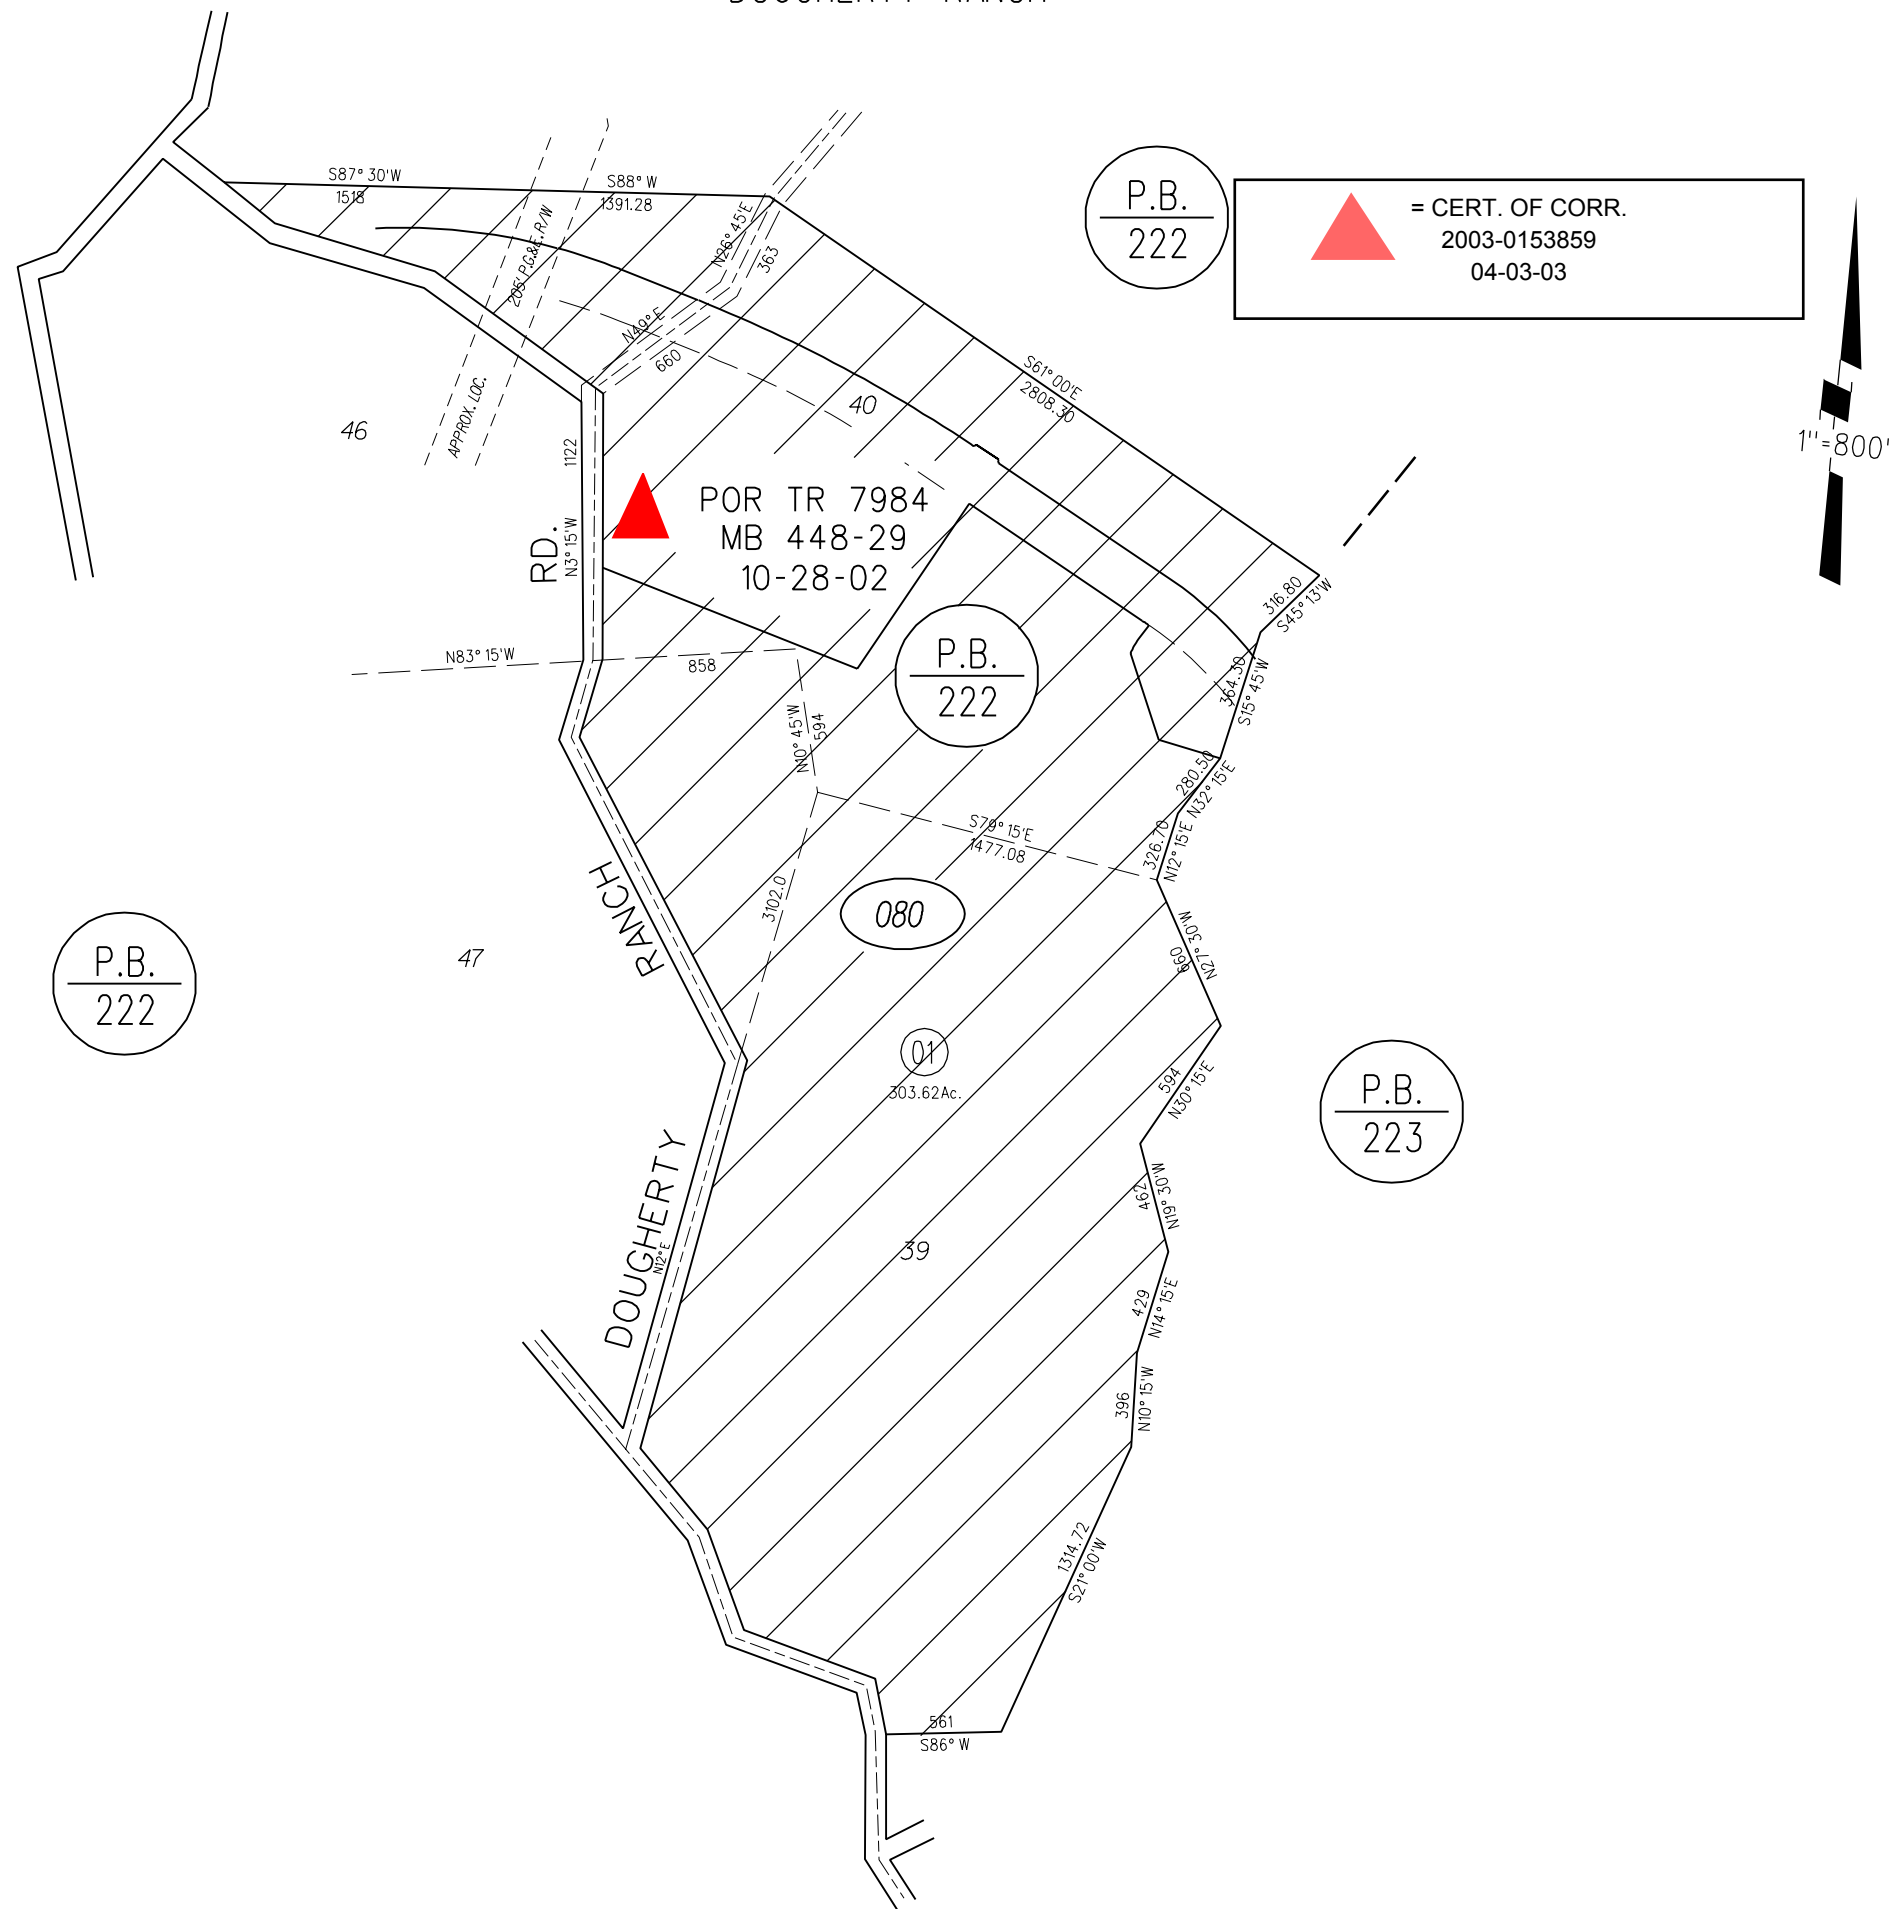 S87° 30'W
1518
S88° W
1391.28
205' P.G.&E. R/W
APPROX. LOC.
N26° 45'E
363
N49° E
660
P.B.
222
= CERT. OF CORR.
2003-0153859
04-03-03
1"=800'
S61° 00'E
2808.30
40
46
1122
N3° 15'W
RD.
POR TR 7984
MB 448-29
10-28-02
316.80
S45° 13'W
P.B.
222
N83° 15'W
858
364.30
S15° 45'W
N10° 45'W
594
280.50
N32° 15'E
S79° 15'E
1477.08
326.70
N12° 15'E
3102.0
RANCH
080
N27° 30'W
660
P.B.
222
47
01
303.62Ac.
594
N30° 15'E
P.B.
223
462
N19° 30'W
DOUGHERTY
N12° E
39
429
N14° 15'E
396
N10° 15'W
1314.72
S21° 00'W
561
S86° W